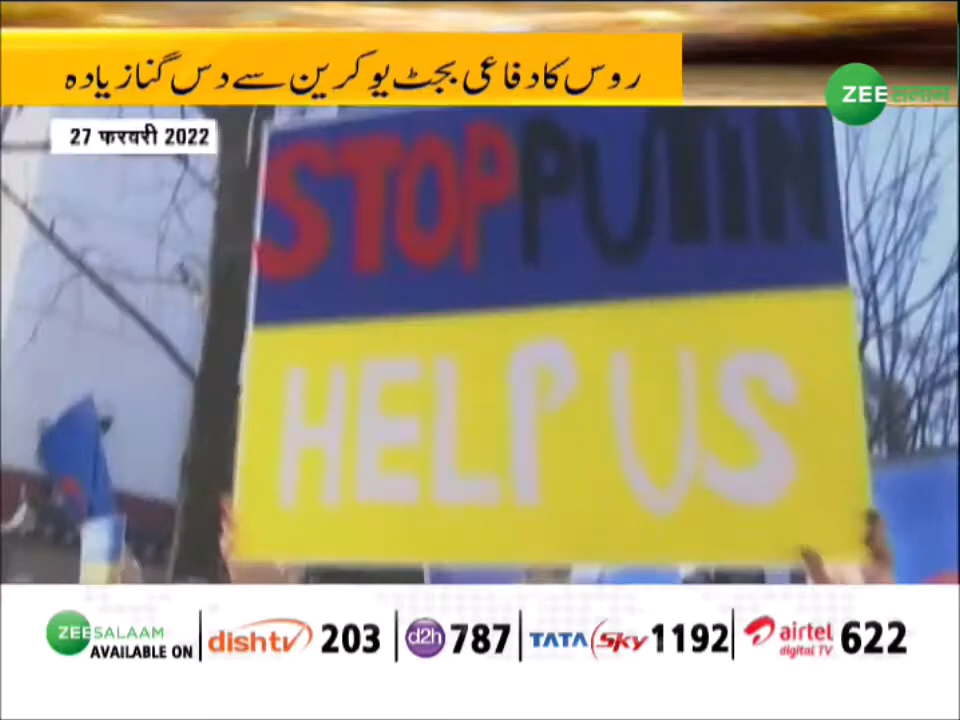 روس کا دفاعی بجٹ یوکرین سے دس گنا زیادہ
ZEE सलाम
27 फरवरी 2022
STOP PUTIN
HELP US
ZEE SALAAM
AVAILABLE ON
dishtv 203
d2h 787
TATA Sky 1192
airtel digital TV 622